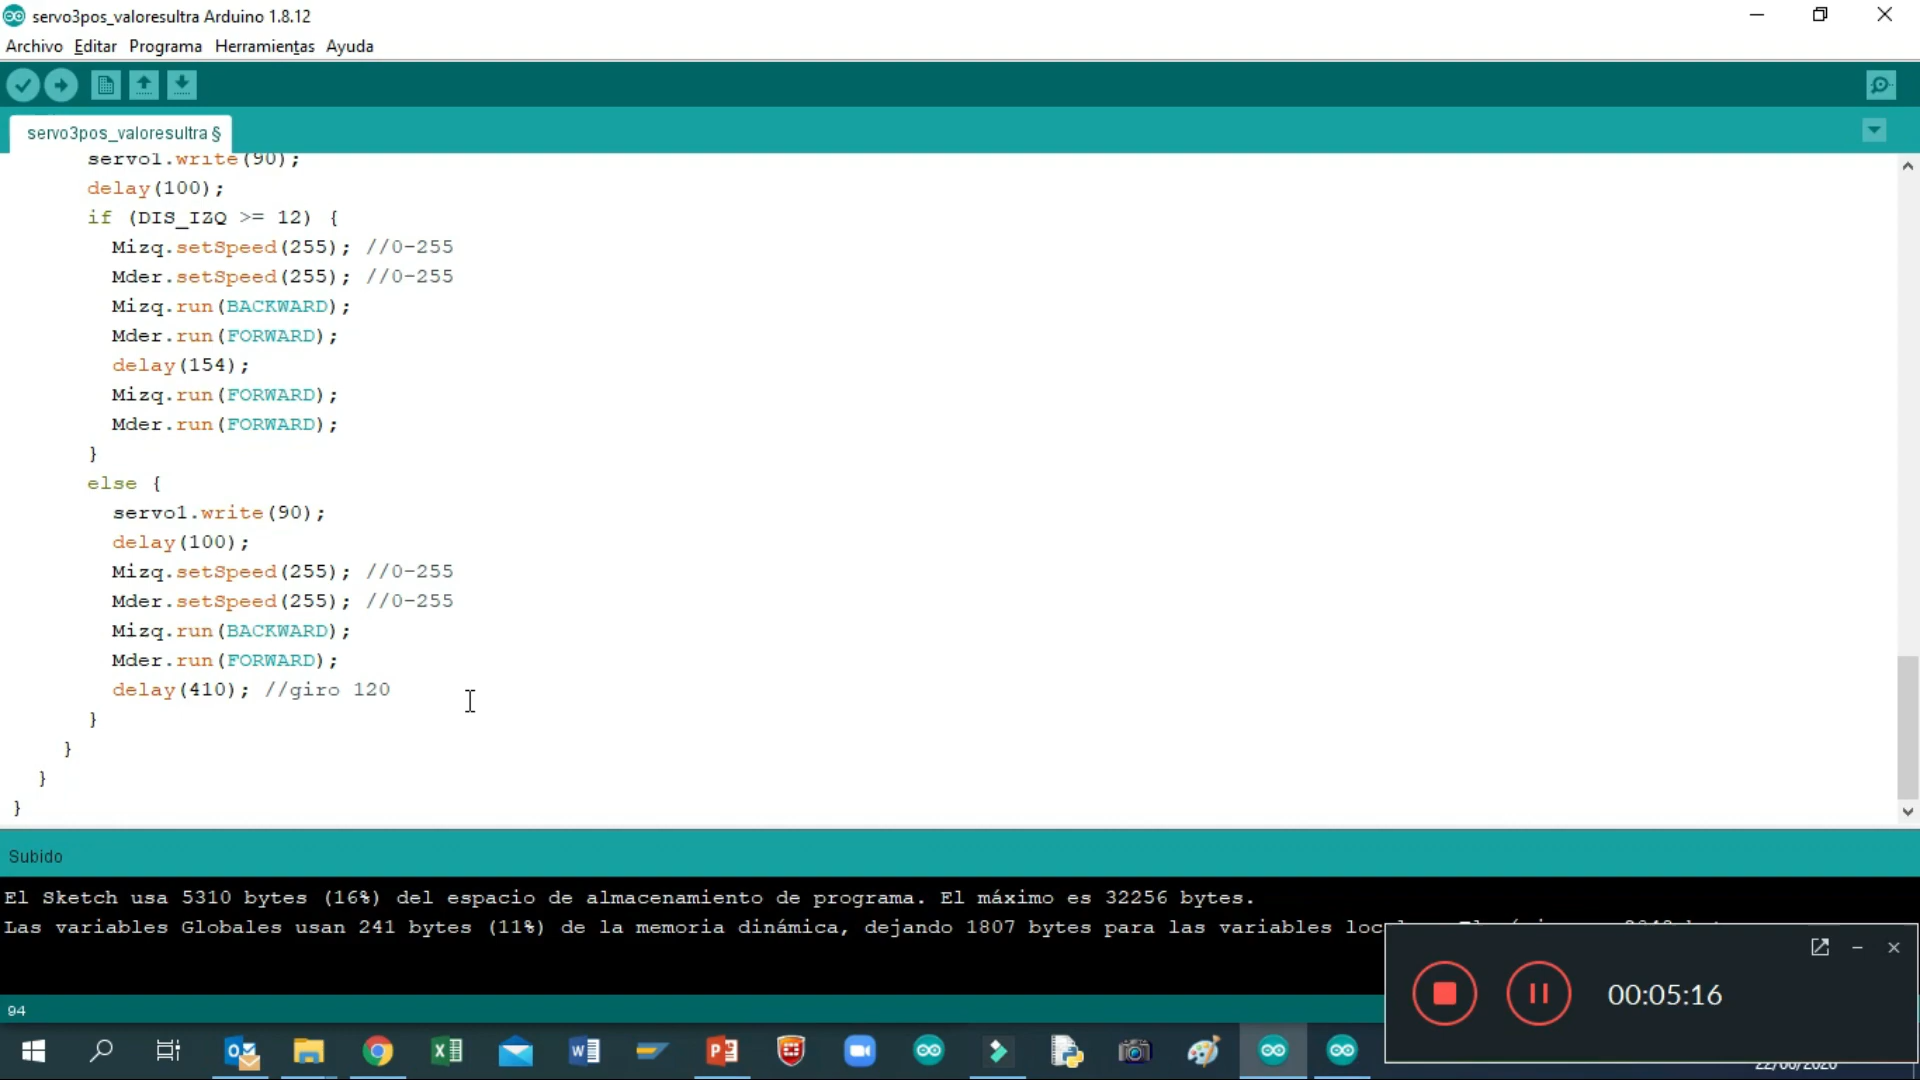 servo3pos_valoresultra Arduino 1.8.12
Archivo Editar Programa Herramientas Ayuda
servo3pos_valoresultra §
servo1.write(90);
delay(100);
if (DIS_IZQ >= 12) {
Mizq.setSpeed(255); //0-255
Mder.setSpeed(255); //0-255
Mizq.run(BACKWARD);
Mder.run(FORWARD);
delay(154);
Mizq.run(FORWARD);
Mder.run(FORWARD);
}
else {
servo1.write(90);
delay(100);
Mizq.setSpeed(255); //0-255
Mder.setSpeed(255); //0-255
Mizq.run(BACKWARD);
Mder.run(FORWARD);
delay(410); //giro 120
}
}
}
}
Subido
El Sketch usa 5310 bytes (16%) del espacio de almacenamiento de programa. El máximo es 32256 bytes.
Las variables Globales usan 241 bytes (11%) de la memoria dinámica, dejando 1807 bytes para las variables
00:05:16
94